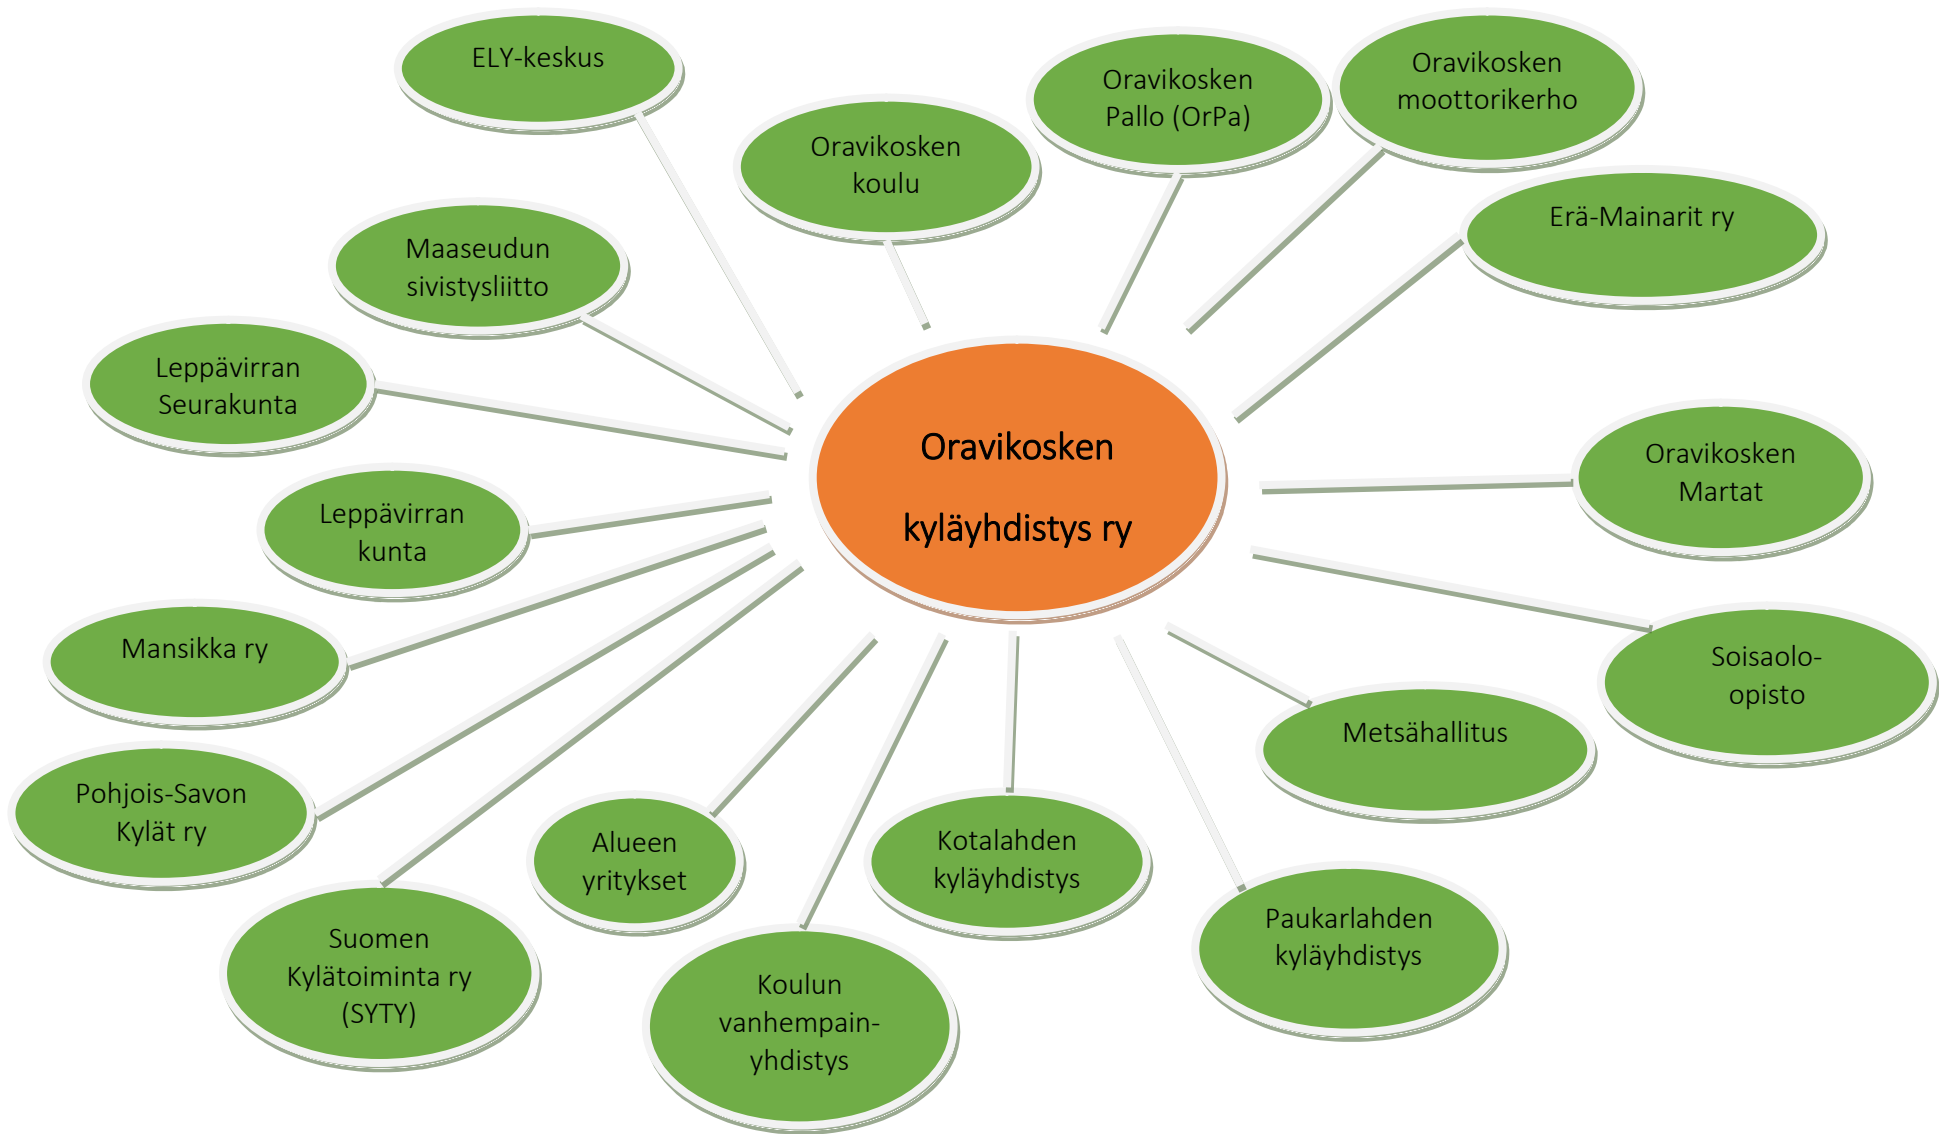 ELY-keskus
Oravikosken
koulu
Oravikosken
Pallo (OrPa)
Oravikosken
moottorikerho
Erä-Mainarit ry
Maaseudun
sivistysliitto
Leppävirran
Seurakunta
Leppävirran
kunta
Oravikosken
kyläyhdistys ry
Oravikosken
Martat
Mansikka ry
Soisaolo-
opisto
Metsähallitus
Pohjois-Savon
Kylät ry
Alueen
yritykset
Kotalahden
kyläyhdistys
Paukarlahden
kyläyhdistys
Suomen
Kylätoiminta ry
(SYTY)
Koulun
vanhempain-
yhdistys